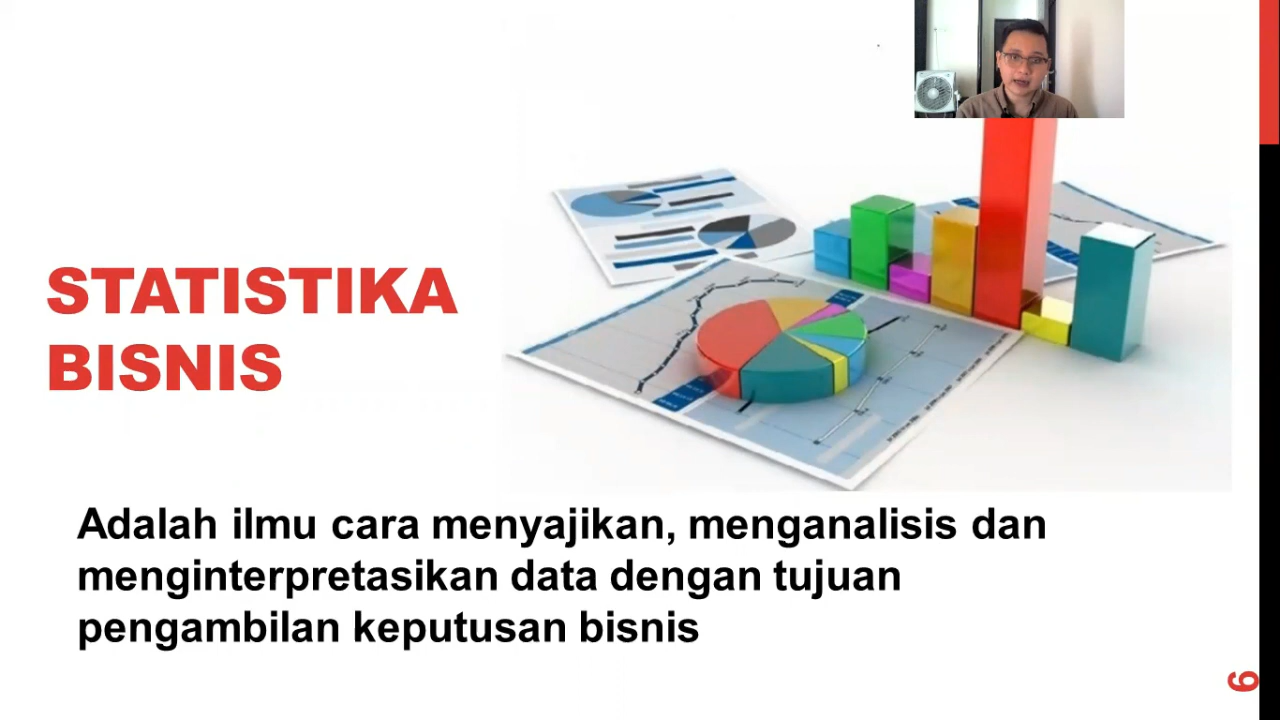 STATISTIKA
BISNIS
Adalah ilmu cara menyajikan, menganalisis dan
menginterpretasikan data dengan tujuan
pengambilan keputusan bisnis
6